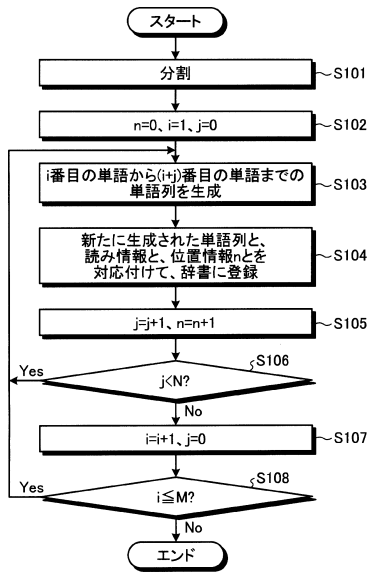 スタート
分割
S101
n=0、i=1、j=0
S102
i番目の単語から(i+j)番目の単語までの
単語列を生成
S103
新たに生成された単語列と、
読み情報と、位置情報nとを
対応付けて、辞書に登録
S104
j=j+1、n=n+1
S105
S106
Yes
j<N?
No
i=i+1、j=0
S107
S108
Yes
i≦M?
No
エンド